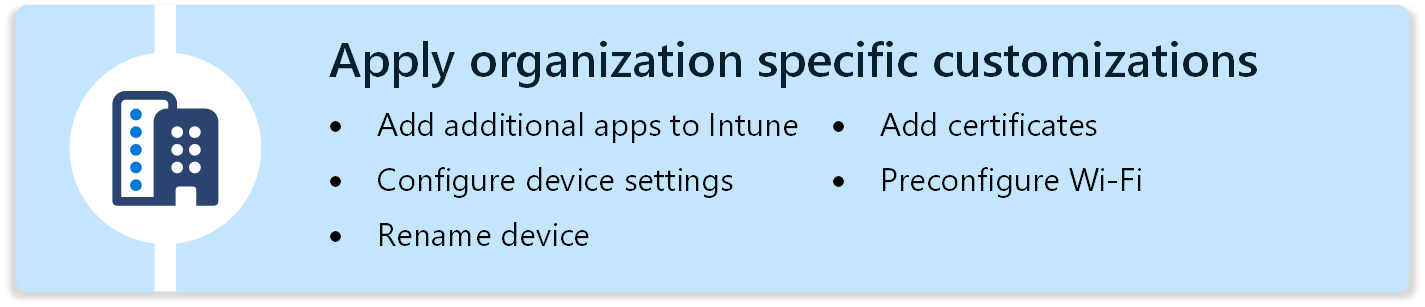 Apply organization specific customizations
• Add additional apps to Intune
• Configure device settings
• Rename device
• Add certificates
• Preconfigure Wi-Fi